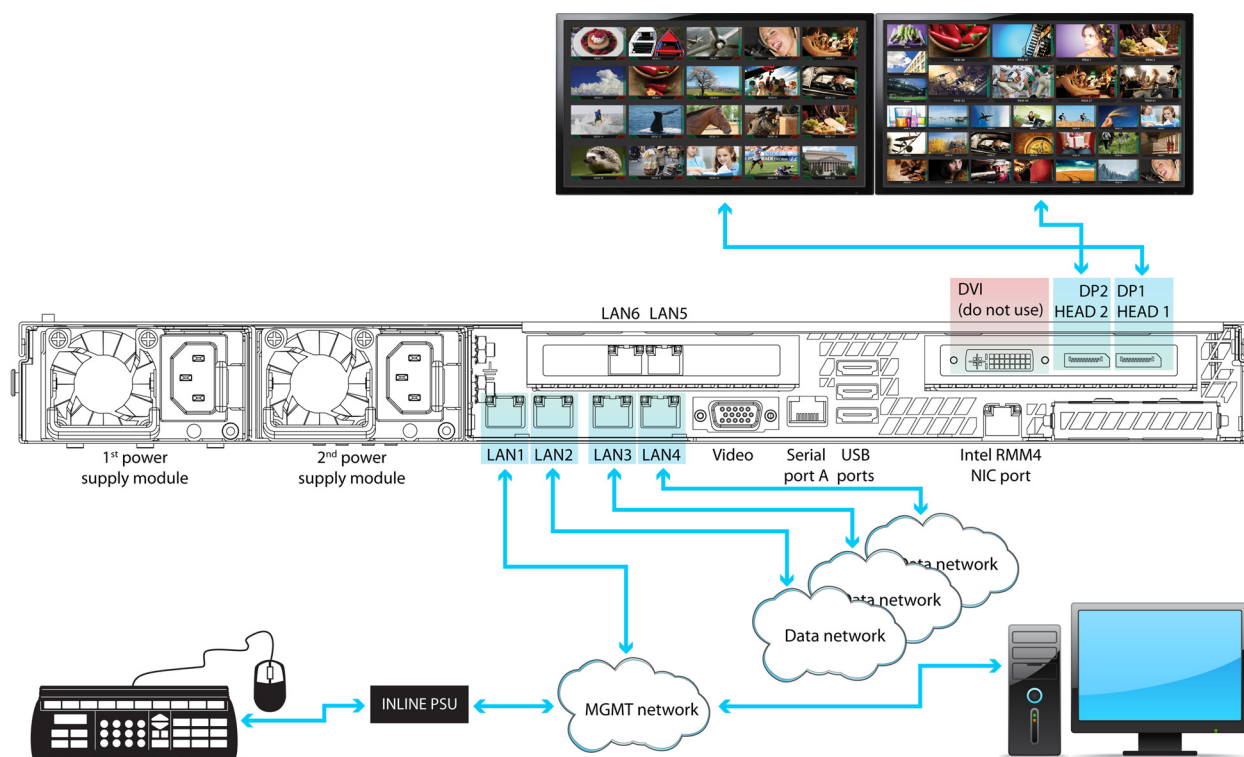 DVI
(do not use)
DP2
HEAD 2
DP1
HEAD 1
LAN6 LAN5
1st power
supply module
2nd power
supply module
LAN1
LAN2
LAN3
LAN4
Video
Serial
port A
USB
ports
Intel RMM4
NIC port
Data network
Data network
Data network
INLINE PSU
MGMT network